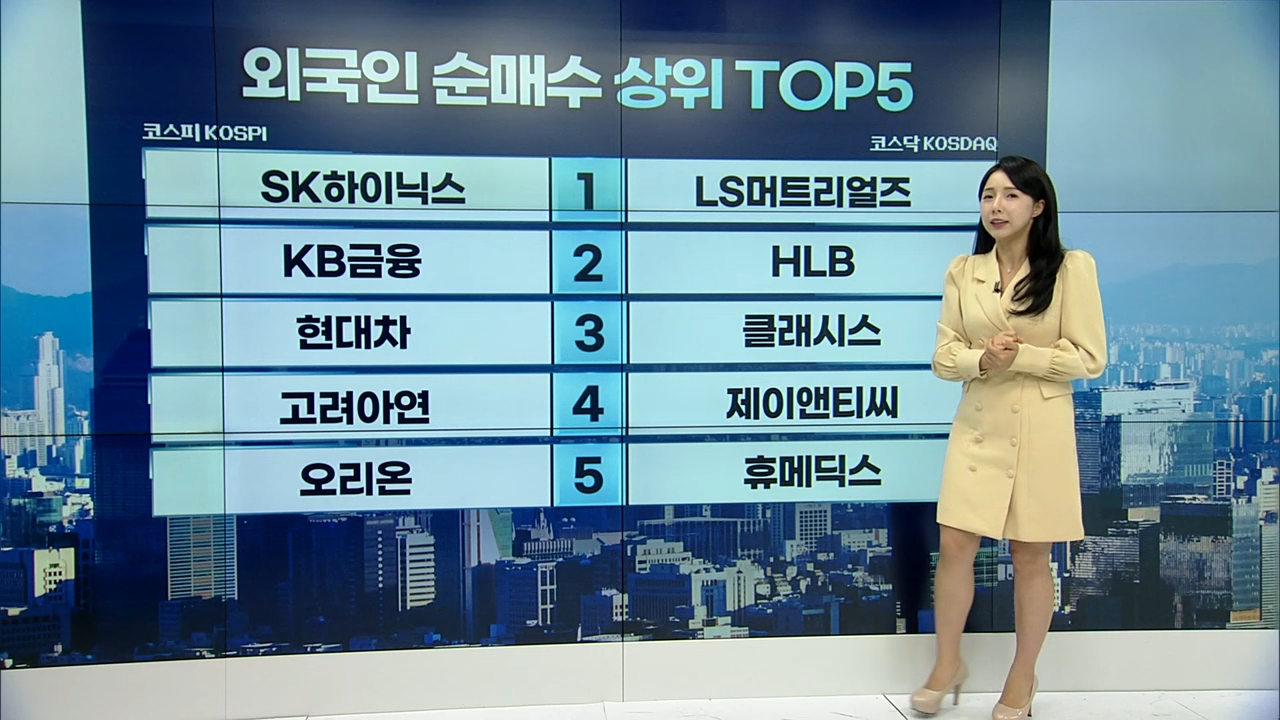 외국인 순매수 상위 TOP5
코스피 KOSPI 코스닥 KOSDAQ
SK하이닉스 1 LS머트리얼즈
KB금융 2 HLB
현대차 3 클래시스
고려아연 4 제이앤티씨
오리온 5 휴메딕스